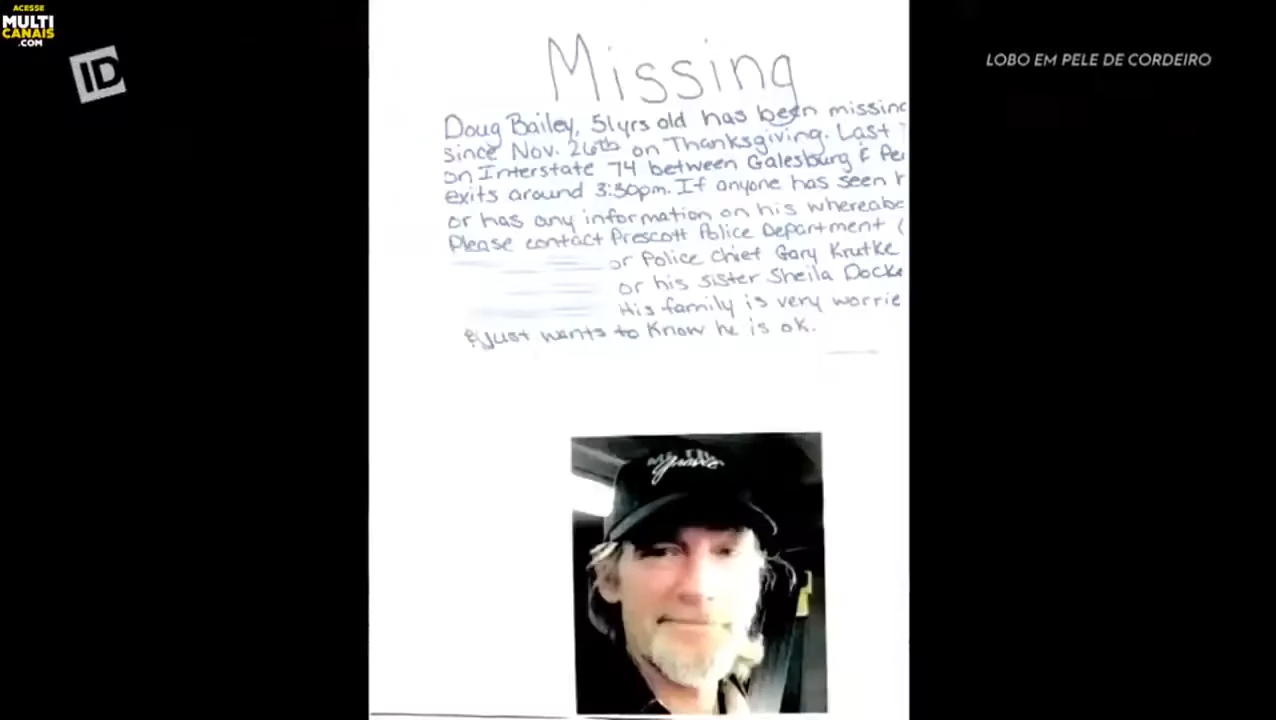 ACESSE
MULTI
CANAIS
.COM
ID
LOBO EM PELE DE CORDEIRO
Missing
Doug Bailey, 51yrs old has been missing
since Nov. 26th on Thanksgiving. Last
on Interstate 74 between Galesburg &
exits around 3:30pm. If anyone has seen
or has any information on his
Please contact Prescott Police Department (
or Police Chief Gary Krutke
or his sister Sheila
His family is very
& just wants to know he is ok.